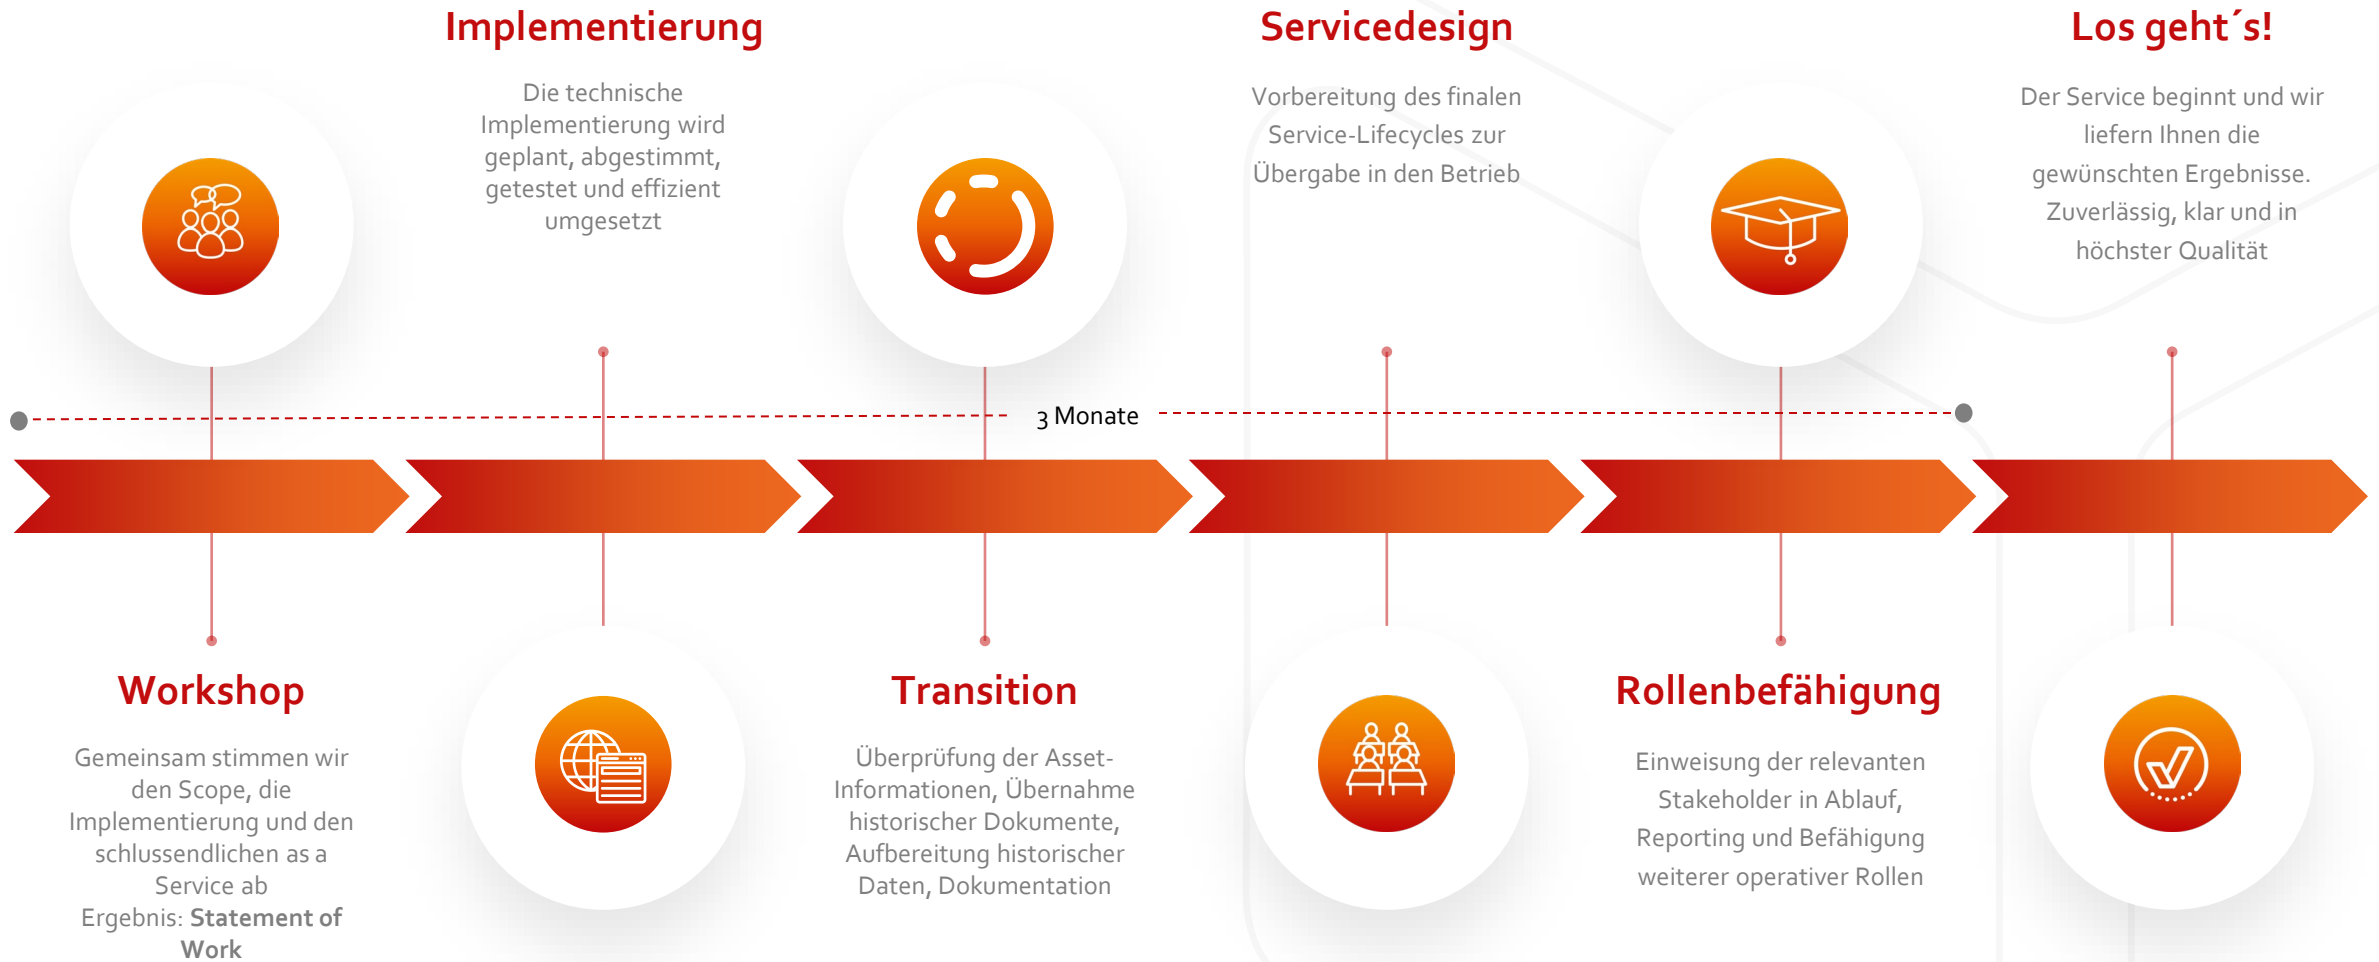 Implementierung
Die technische
Implementierung wird
geplant, abgestimmt,
getestet und effizient
umgesetzt
Servicedesign
Vorbereitung des finalen
Service-Lifecycles zur
Übergabe in den Betrieb
Los geht´s!
Der Service beginnt und wir
liefern Ihnen die
gewünschten Ergebnisse.
Zuverlässig, klar und in
höchster Qualität
3 Monate
Workshop
Gemeinsam stimmen wir
den Scope, die
Implementierung und den
schlussendlichen as a
Service ab
Ergebnis: Statement of
Work
Transition
Überprüfung der Asset-
Informationen, Übernahme
historischer Dokumente,
Aufbereitung historischer
Daten, Dokumentation
Rollenbefähigung
Einweisung der relevanten
Stakeholder in Ablauf,
Reporting und Befähigung
weiterer operativer Rollen